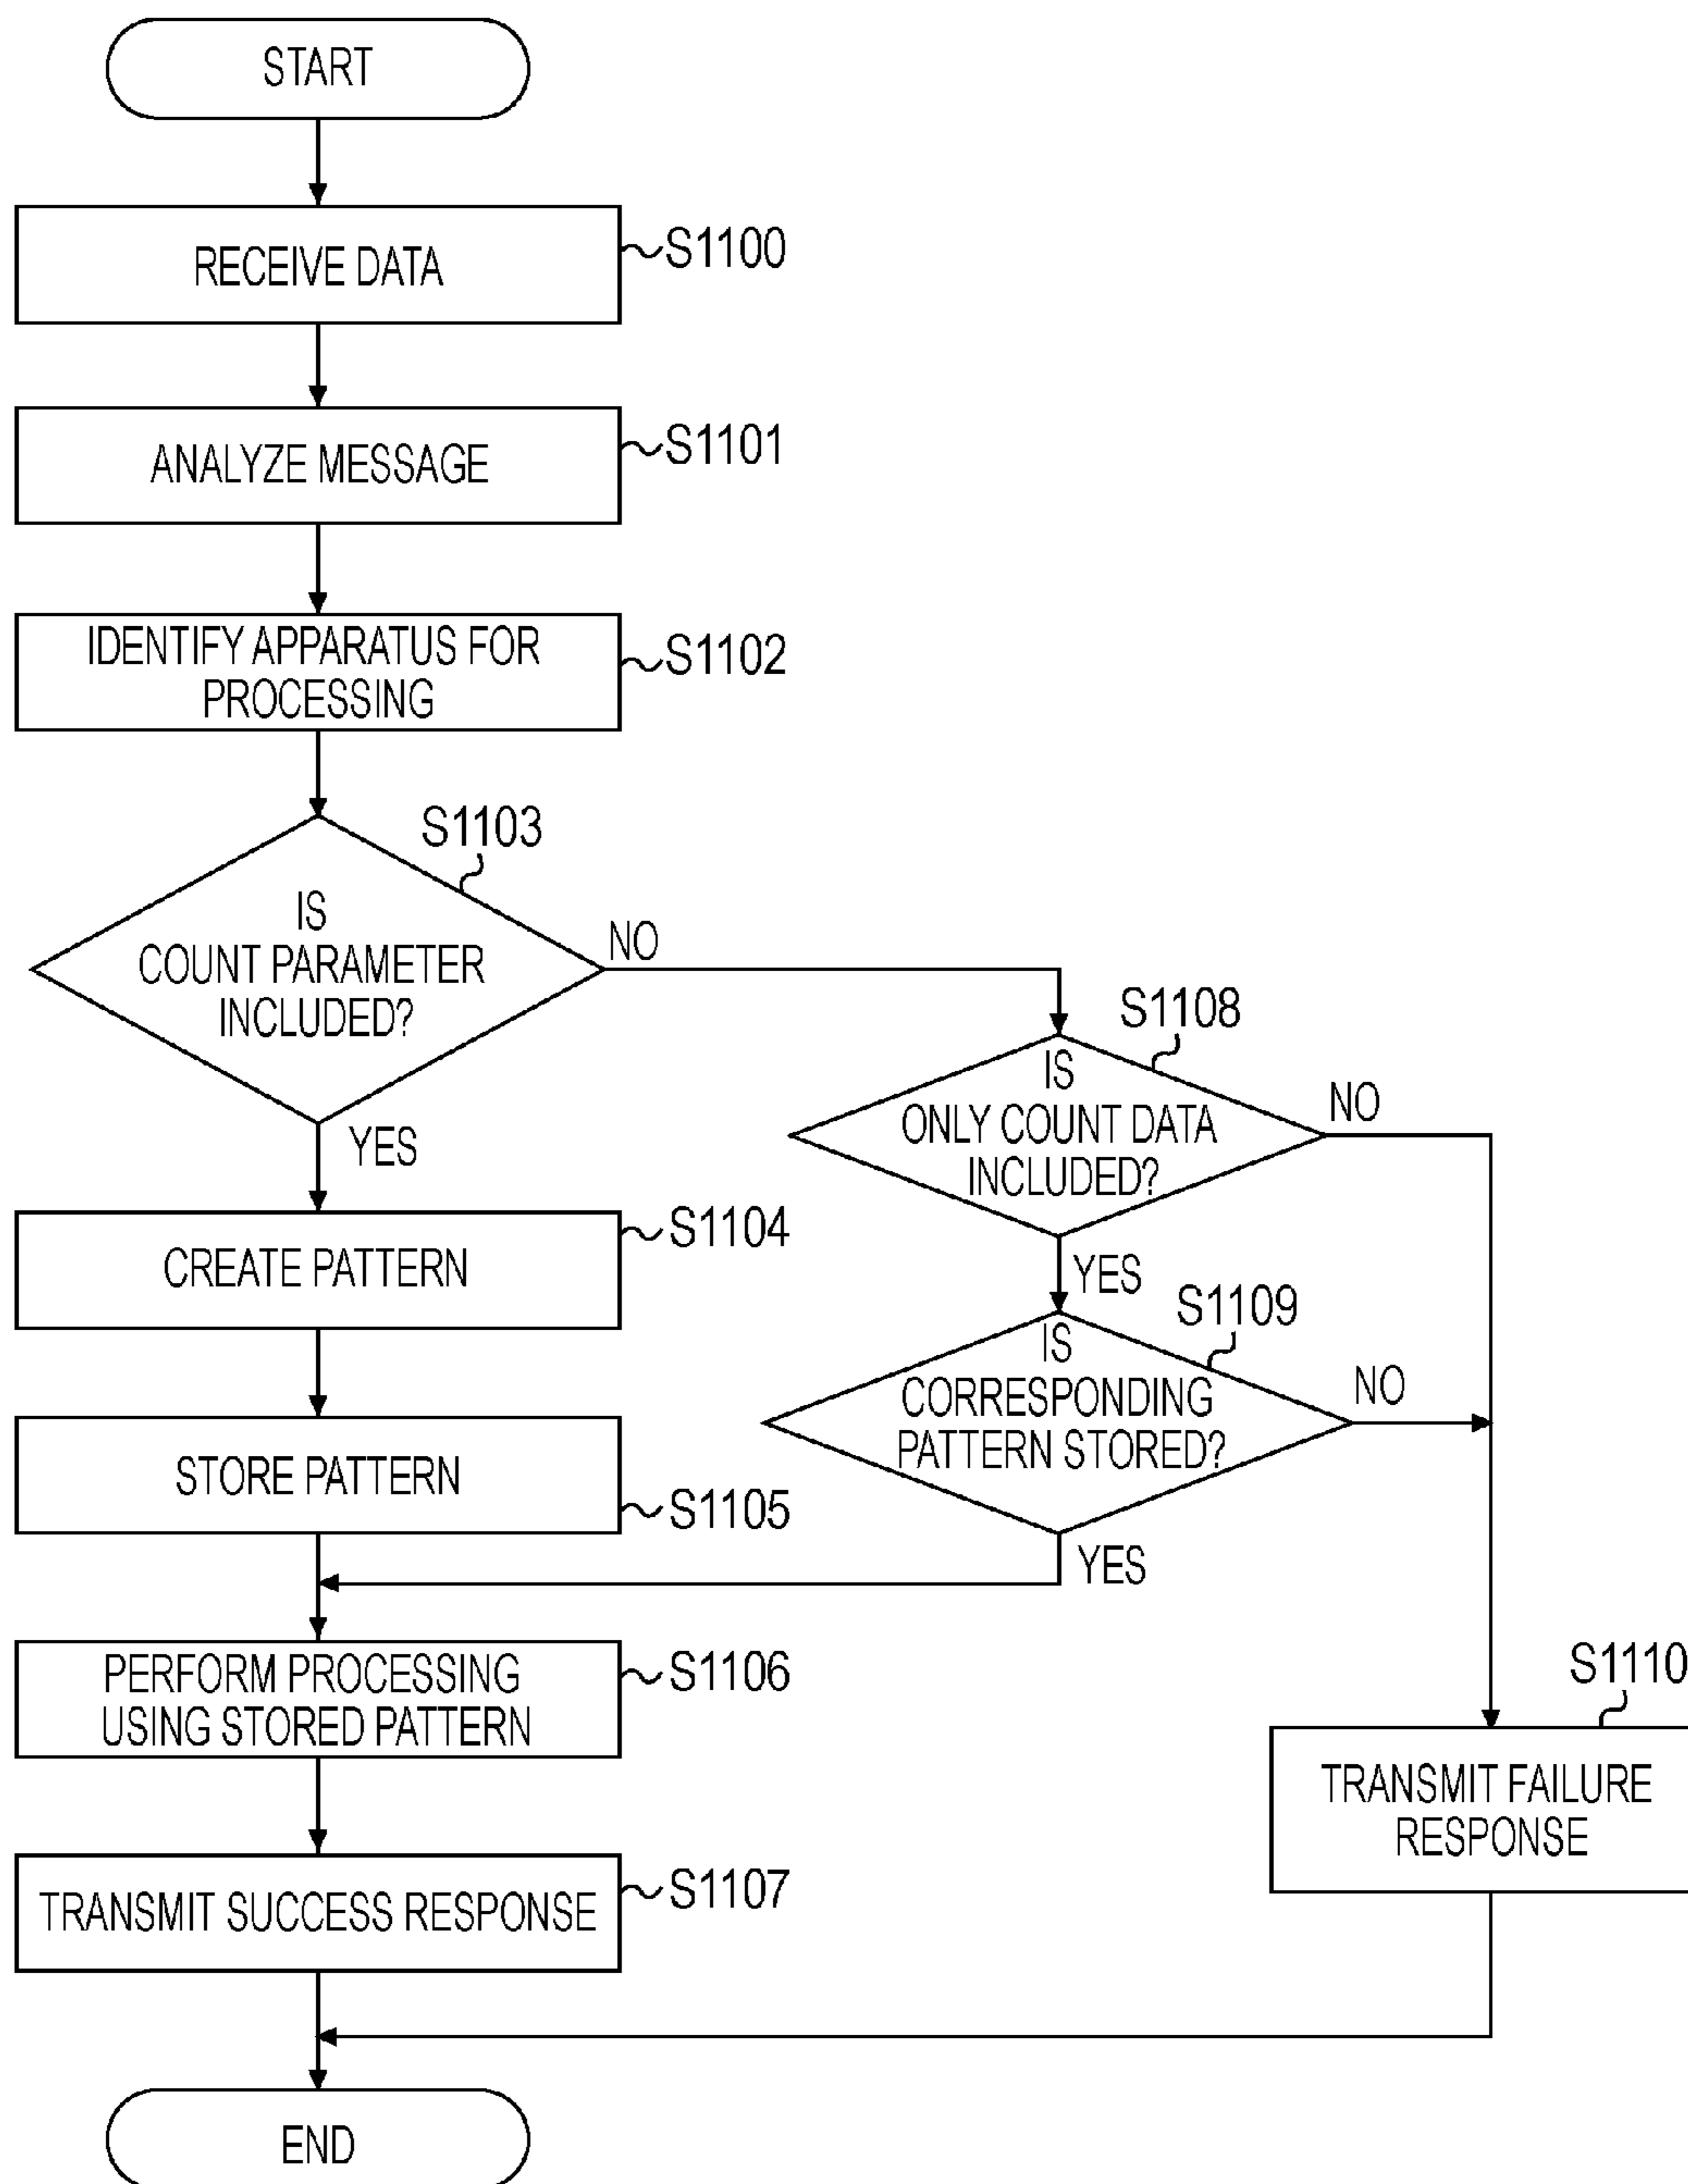 START
RECEIVE DATA
S1100
ANALYZE MESSAGE
S1101
IDENTIFY APPARATUS FOR
PROCESSING
S1102
S1103
IS
COUNT PARAMETER
INCLUDED?
NO
YES
S1108
IS
ONLY COUNT DATA
INCLUDED?
NO
YES
CREATE PATTERN
S1104
S1109
IS
CORRESPONDING
PATTERN STORED?
NO
YES
STORE PATTERN
S1105
PERFORM PROCESSING
USING STORED PATTERN
S1106
S1110
TRANSMIT FAILURE
RESPONSE
TRANSMIT SUCCESS RESPONSE
S1107
END